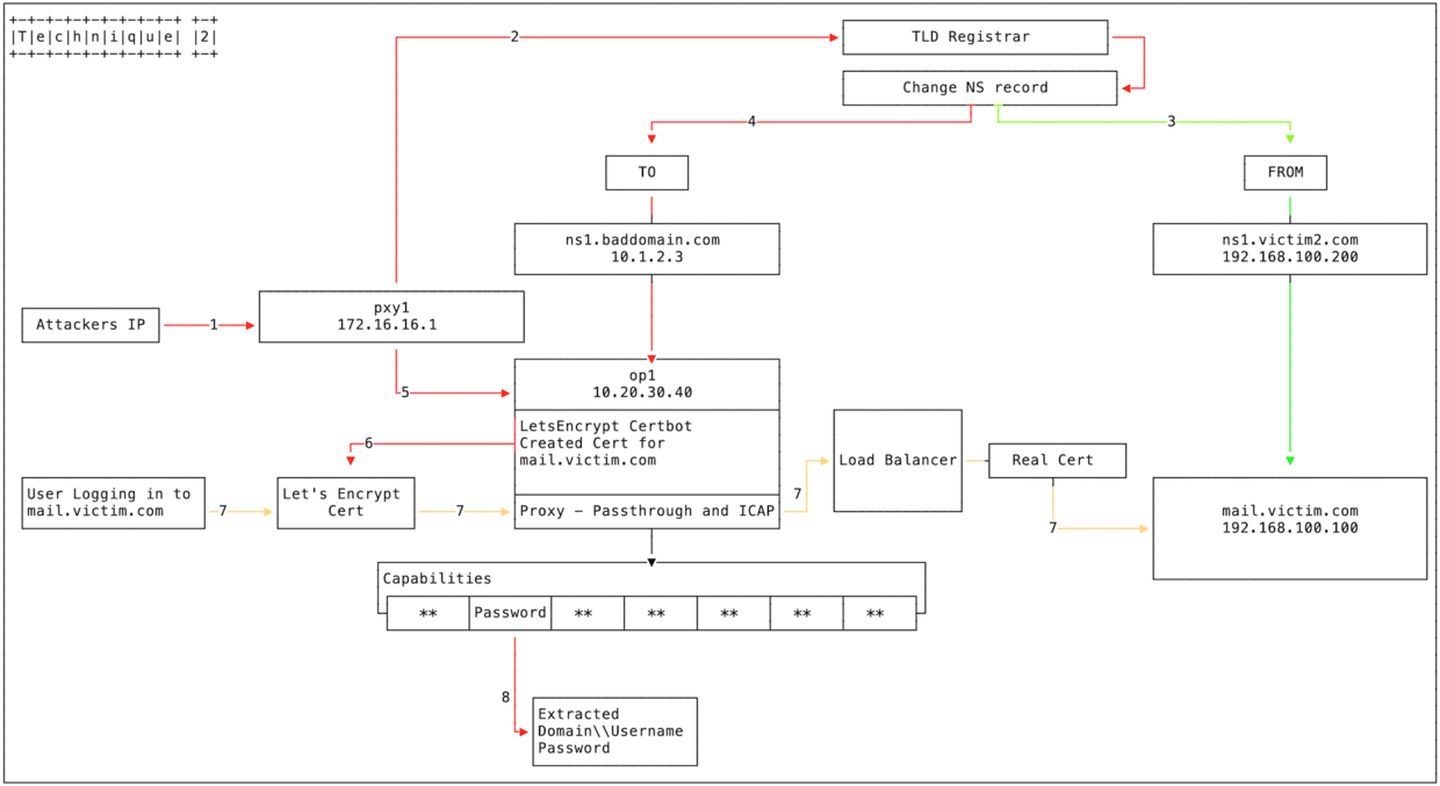 +-+-+-+-+-+-+-+-+-+ +-+
|T|e|c|h|n|i|q|u|e| |2|
+-+-+-+-+-+-+-+-+-+ +-+
2
TLD Registrar
Change NS record
4
3
TO
FROM
ns1.baddomain.com
10.1.2.3
ns1.victim2.com
192.168.100.200
Attackers IP
1
pxy1
172.16.16.1
5
op1
10.20.30.40
LetsEncrypt Certbot
Created Cert for
mail.victim.com
6
Load Balancer
Real Cert
User Logging in to
mail.victim.com
7
Let's Encrypt
Cert
7
Proxy – Passthrough and ICAP
7
7
mail.victim.com
192.168.100.100
Capabilities
** Password ** ** ** ** **
8
Extracted
Domain\\Username
Password